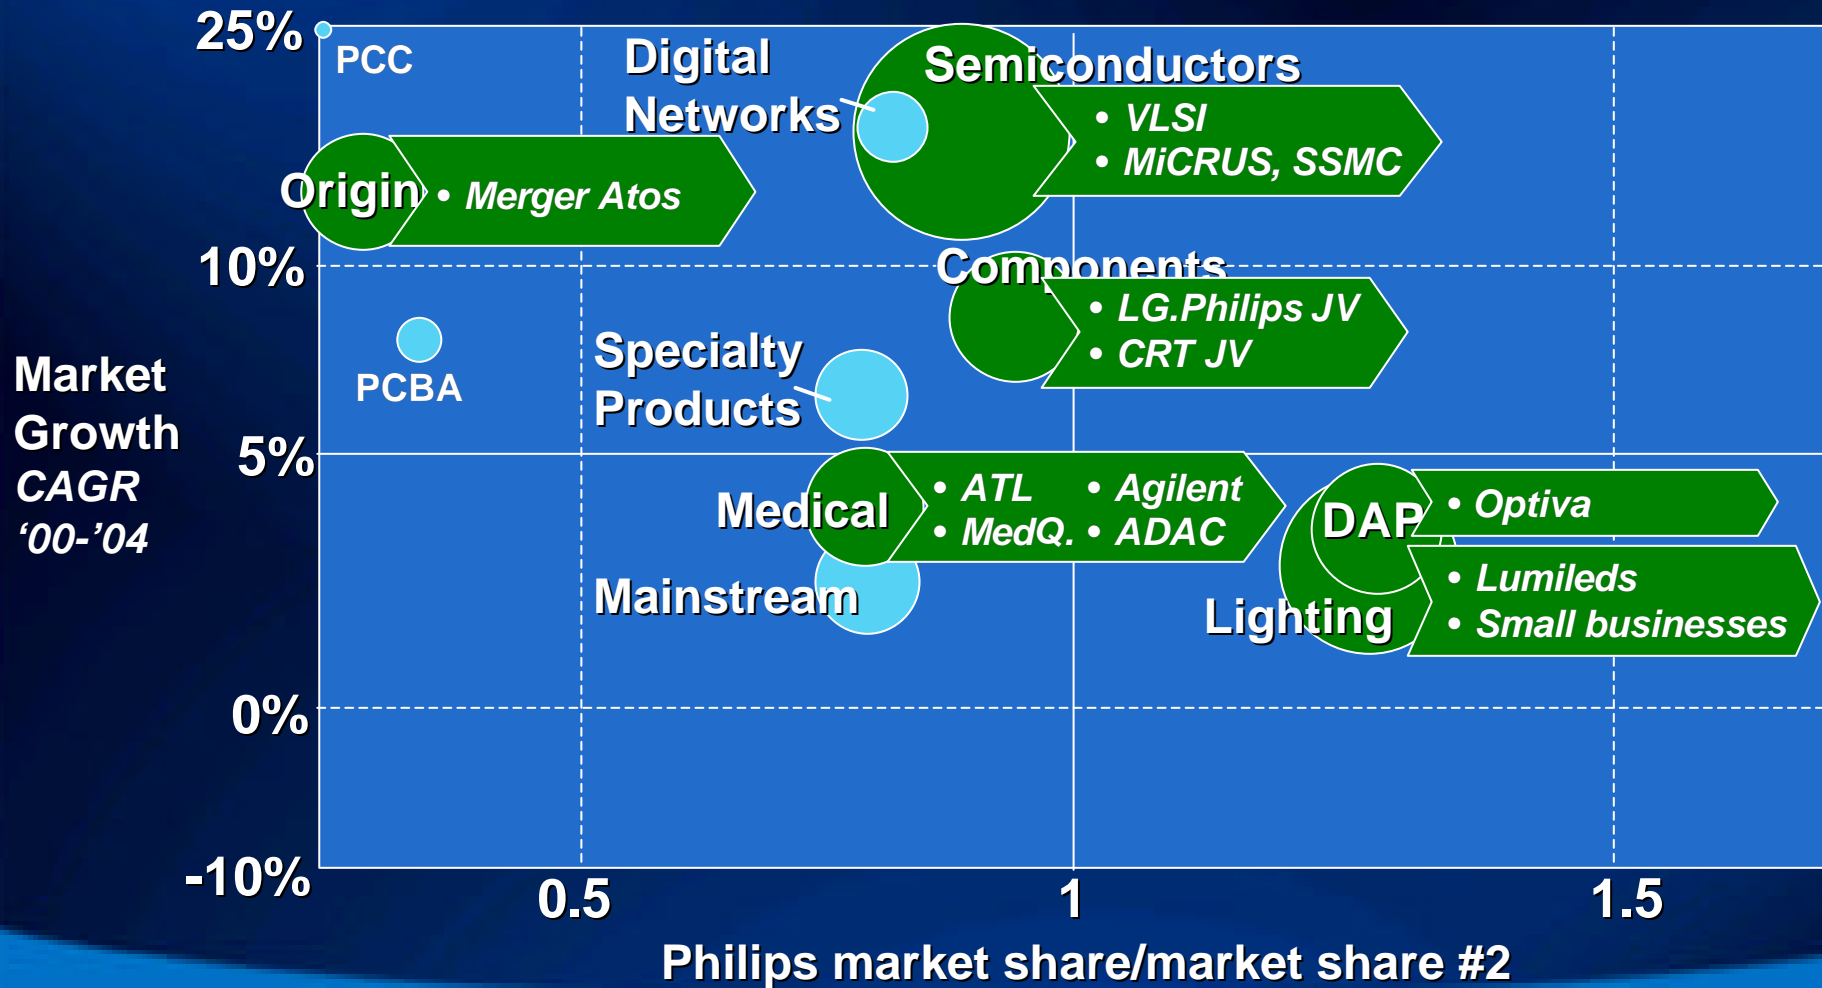 25%
PCC
Digital
Networks
Semiconductors
• VLSI
• MiCRUS, SSMC
Origin
• Merger Atos
10%
Components
• LG.Philips JV
• CRT JV
PCBA
Specialty
Products
Market
Growth
CAGR
‘00-’04
5%
Medical
• ATL • Agilent
• MedQ. • ADAC
DAP
• Optiva
Mainstream
Lighting
• Lumileds
• Small businesses
0%
-10%
0.5 1 1.5
Philips market share/market share #2